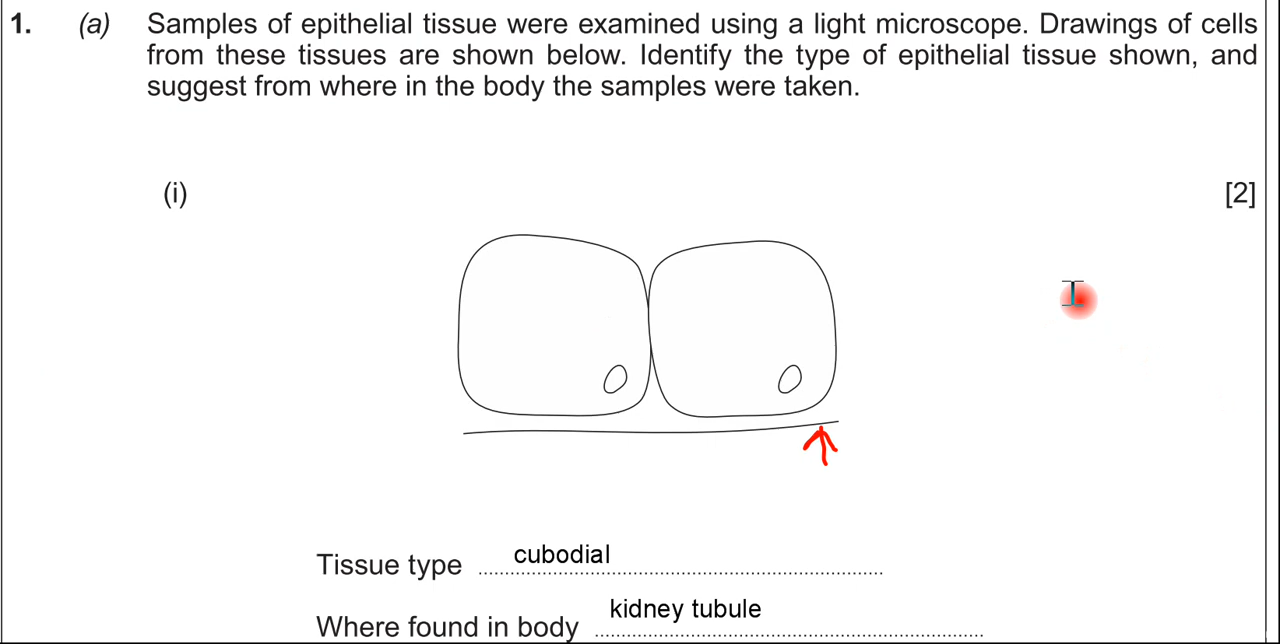 1. (a) Samples of epithelial tissue were examined using a light microscope. Drawings of cells
from these tissues are shown below. Identify the type of epithelial tissue shown, and
suggest from where in the body the samples were taken.
(i) [2]
Tissue type cubodial
Where found in body kidney tubule